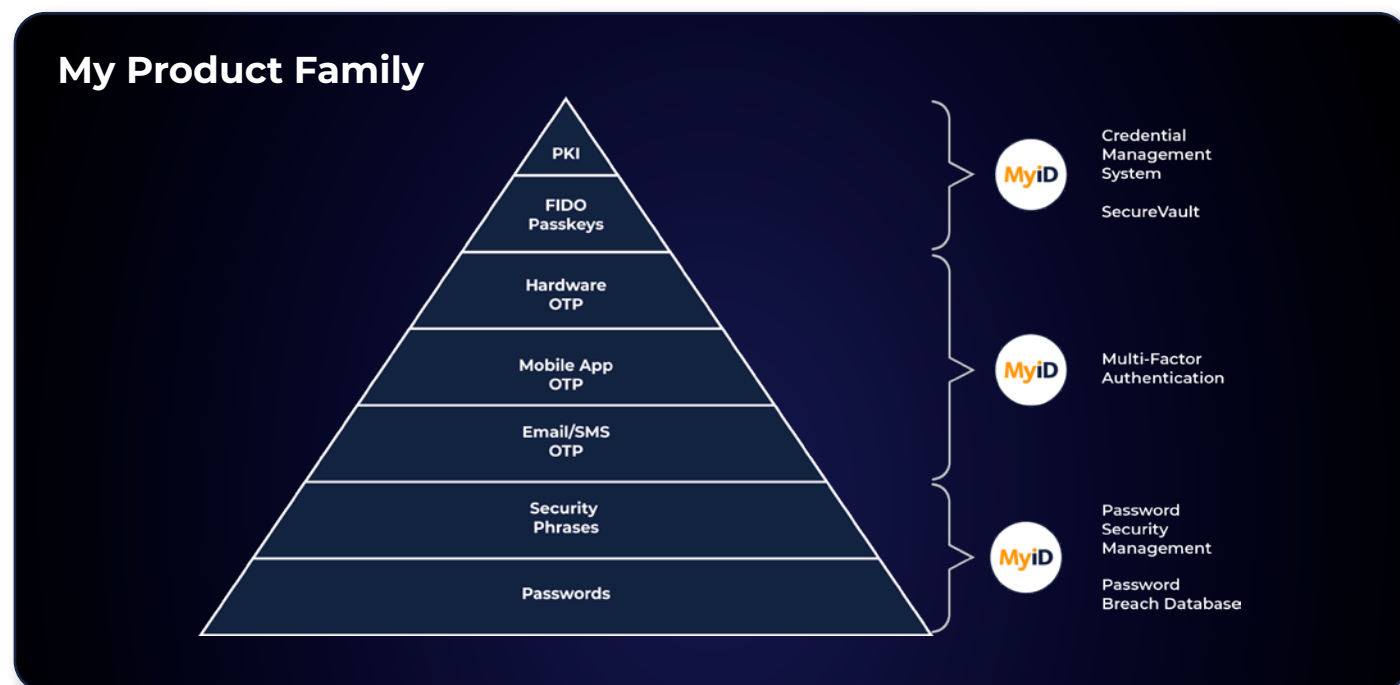 My Product Family
PKI
FIDO
Passkeys
Hardware
OTP
Mobile App
OTP
Email/SMS
OTP
Security
Phrases
Passwords
MyiD
Credential
Management
System
SecureVault
MyiD
Multi-Factor
Authentication
MyiD
Password
Security
Management
Password
Breach Database